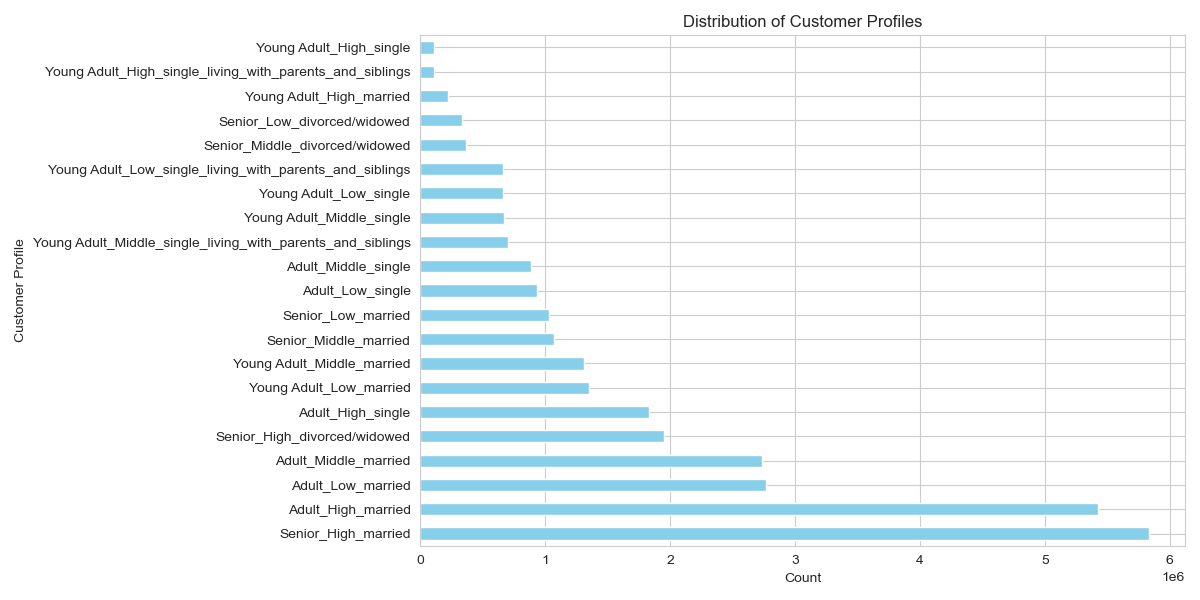 Distribution of Customer Profiles
Customer Profile
Young Adult_High_single
Young Adult_High_single_living_with_parents_and_siblings
Young Adult_High_married
Senior_Low_divorced/widowed
Senior_Middle_divorced/widowed
Young Adult_Low_single_living_with_parents_and_siblings
Young Adult_Low_single
Young Adult_Middle_single
Young Adult_Middle_single_living_with_parents_and_siblings
Adult_Middle_single
Adult_Low_single
Senior_Low_married
Senior_Middle_married
Young Adult_Middle_married
Young Adult_Low_married
Adult_High_single
Senior_High_divorced/widowed
Adult_Middle_married
Adult_Low_married
Adult_High_married
Senior_High_married
0 1 2 3 4 5 6
Count
1e6